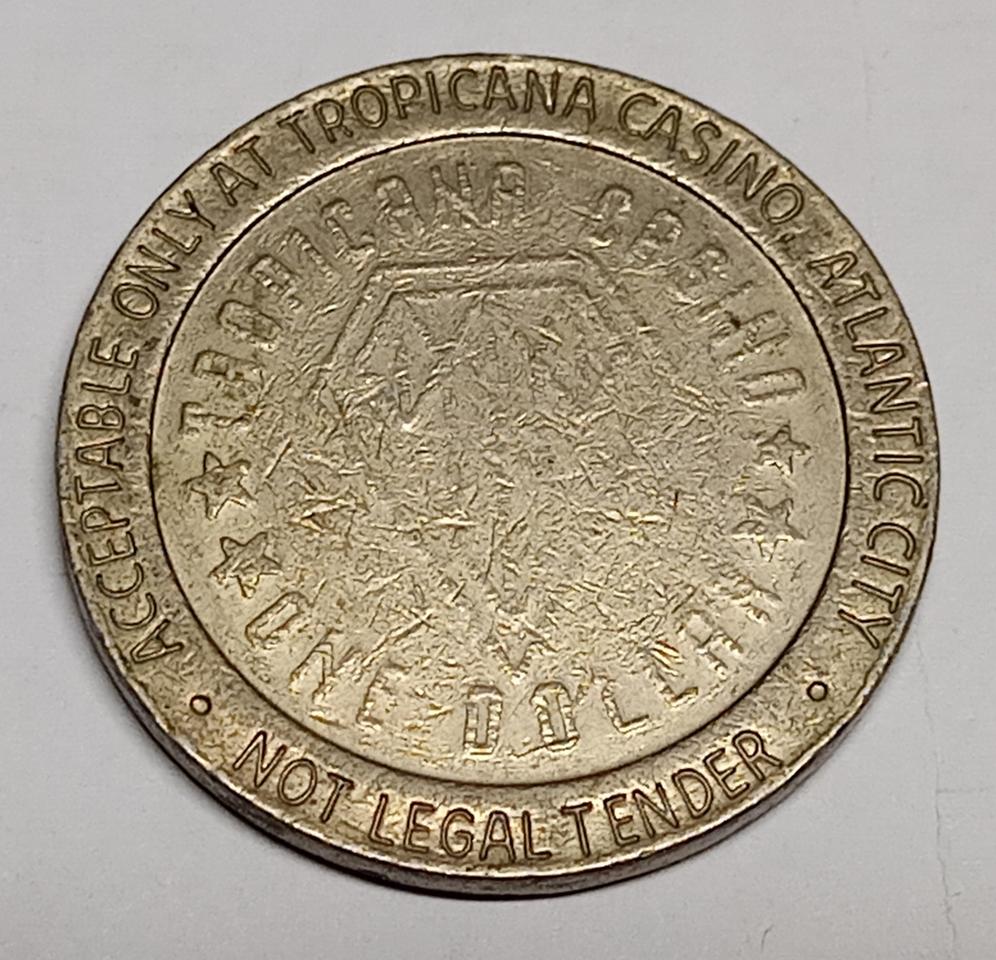 ACCEPTABLE ONLY AT TROPICANA CASINO, ATLANTIC CITY
• NOT LEGAL TENDER •
TROPICANA CASINO
ONE DOLLAR